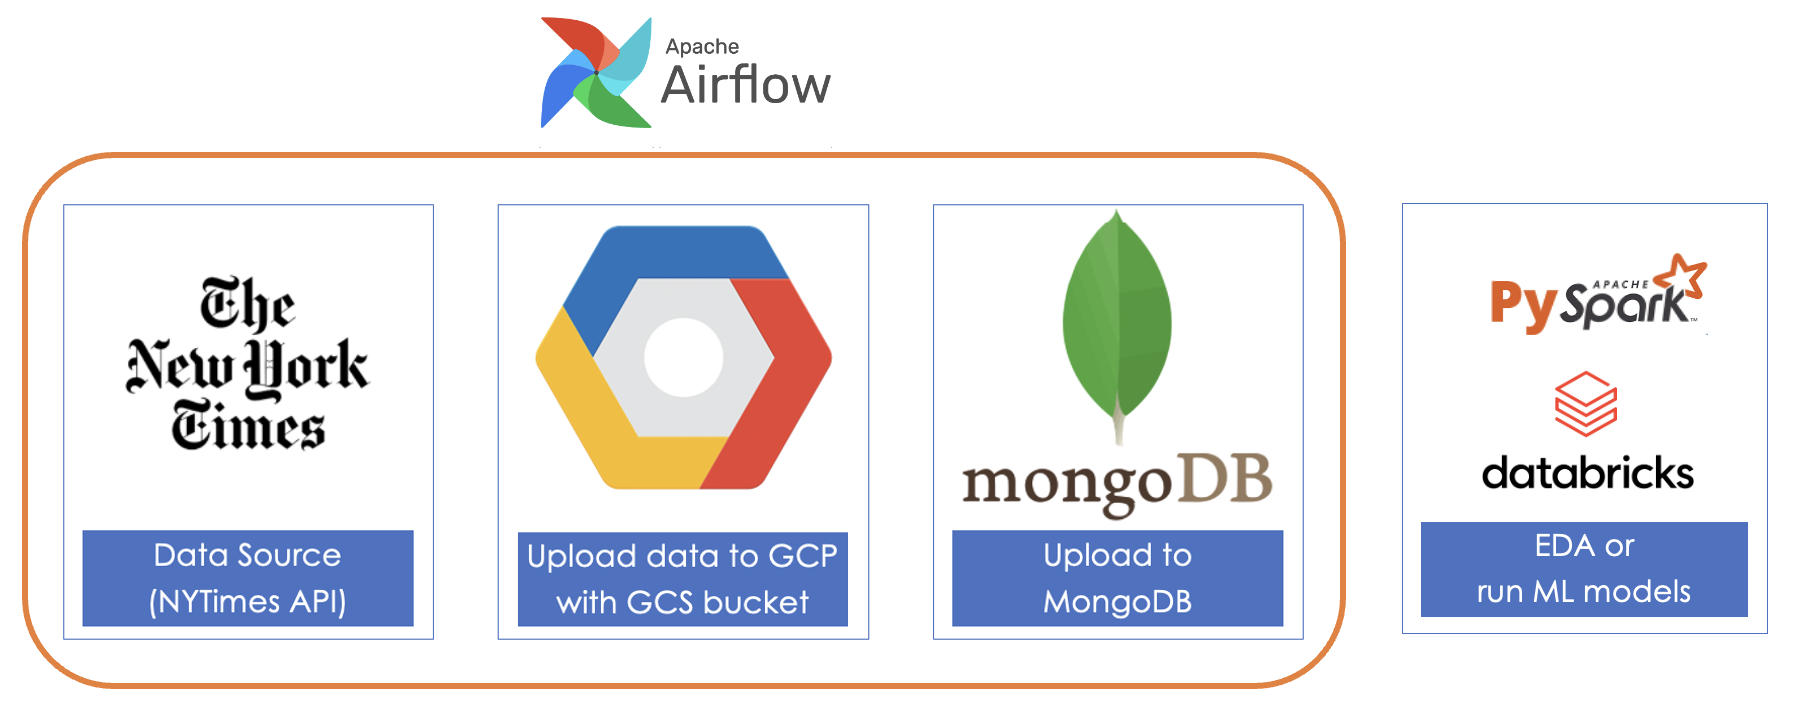 Apache
Airflow
The
New York
Times
Data Source
(NYTimes API)
Upload data to GCP
with GCS bucket
mongoDB
Upload to
MongoDB
APACHE
PySpark™
databricks
EDA or
run ML models